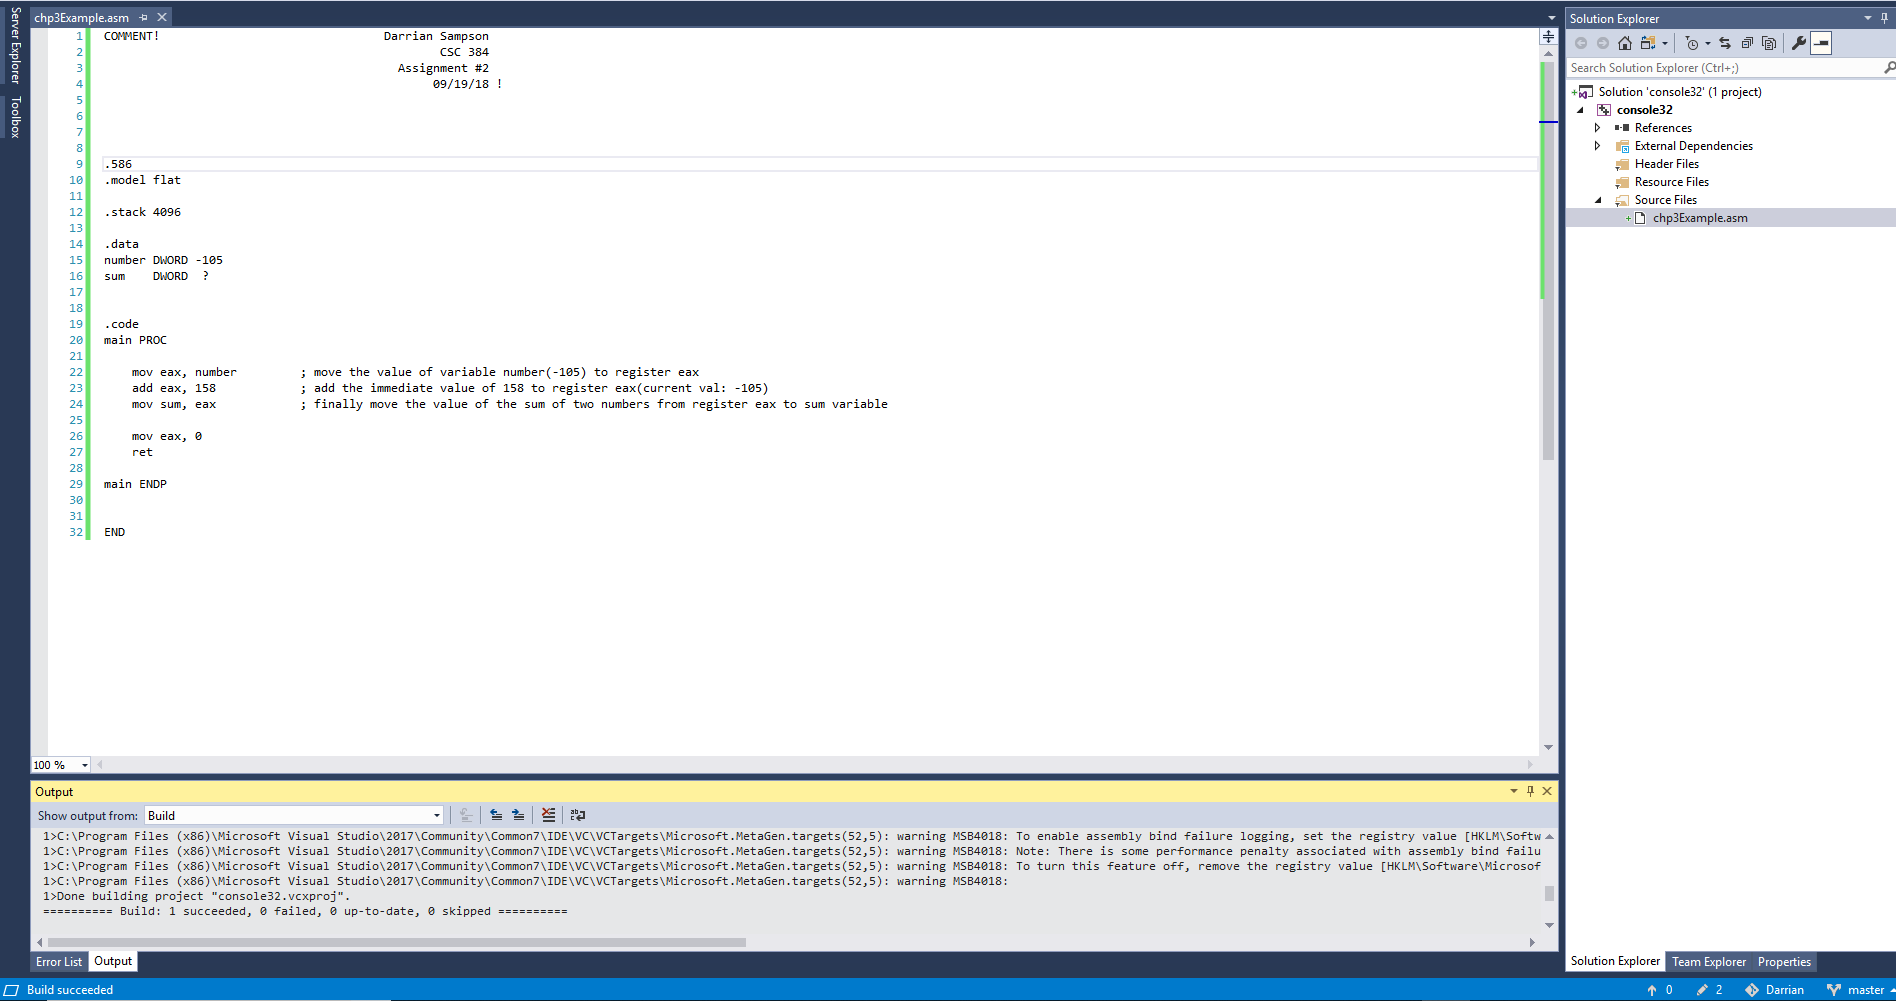 Server Explorer
Toolbox
chp3Example.asm
1 COMMENT! Darrian Sampson
2 CSC 384
3 Assignment #2
4 09/19/18 !
5
6
7
8
9 .586
10 .model flat
11
12 .stack 4096
13
14 .data
15 number DWORD -105
16 sum DWORD ?
17
18
19 .code
20 main PROC
21
22 mov eax, number ; move the value of variable number(-105) to register eax
23 add eax, 158 ; add the immediate value of 158 to register eax(current val: -105)
24 mov sum, eax ; finally move the value of the sum of two numbers from register eax to sum variable
25
26 mov eax, 0
27 ret
28
29 main ENDP
30
31
32 END
100 %
Output
Show output from: Build
1>C:\Program Files (x86)\Microsoft Visual Studio\2017\Community\Common7\IDE\VC\VCTargets\Microsoft.MetaGen.targets(52,5): warning MSB4018: To enable assembly bind failure logging, set the registry value [HKLM\Softw
1>C:\Program Files (x86)\Microsoft Visual Studio\2017\Community\Common7\IDE\VC\VCTargets\Microsoft.MetaGen.targets(52,5): warning MSB4018: Note: There is some performance penalty associated with assembly bind failu
1>C:\Program Files (x86)\Microsoft Visual Studio\2017\Community\Common7\IDE\VC\VCTargets\Microsoft.MetaGen.targets(52,5): warning MSB4018: To turn this feature off, remove the registry value [HKLM\Software\Microsof
1>C:\Program Files (x86)\Microsoft Visual Studio\2017\Community\Common7\IDE\VC\VCTargets\Microsoft.MetaGen.targets(52,5): warning MSB4018:
1>Done building project "console32.vcxproj".
========== Build: 1 succeeded, 0 failed, 0 up-to-date, 0 skipped ==========
Error List Output
Solution Explorer
Search Solution Explorer (Ctrl+;)
Solution 'console32' (1 project)
console32
References
External Dependencies
Header Files
Resource Files
Source Files
chp3Example.asm
Solution Explorer Team Explorer Properties
Build succeeded 0 2 Darrian master